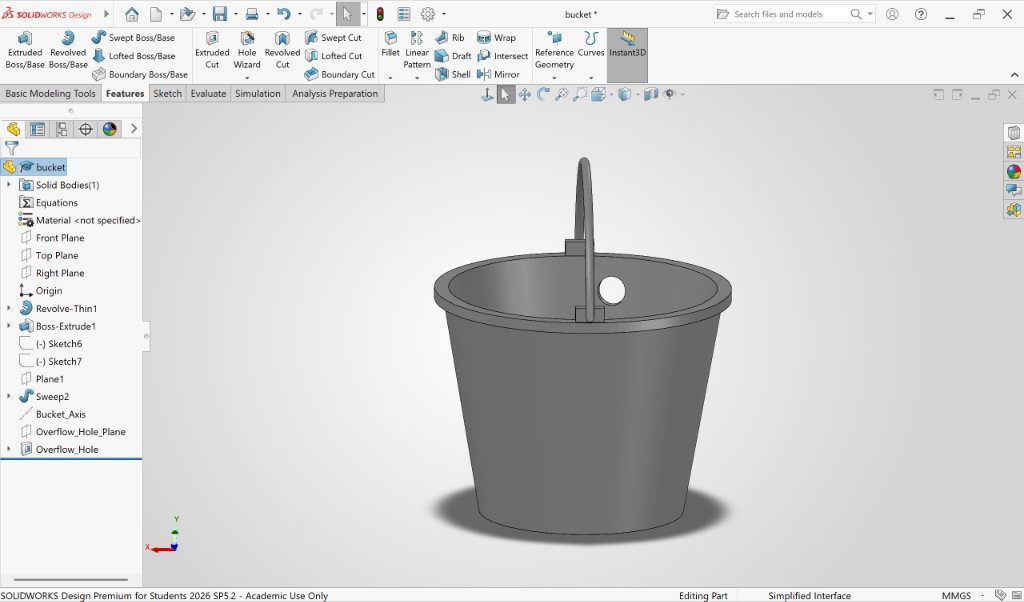 SOLIDWORKS Design
bucket *
Search files and models
Extruded Boss/Base
Revolved Boss/Base
Swept Boss/Base
Lofted Boss/Base
Boundary Boss/Base
Extruded Cut
Hole Wizard
Revolved Cut
Swept Cut
Lofted Cut
Boundary Cut
Fillet
Linear Pattern
Rib
Draft
Shell
Wrap
Intersect
Mirror
Reference Geometry
Curves
Instant3D
Basic Modeling Tools
Features
Sketch
Evaluate
Simulation
Analysis Preparation
bucket
Solid Bodies(1)
Equations
Material <not specified>
Front Plane
Top Plane
Right Plane
Origin
Revolve-Thin1
Boss-Extrude1
(-) Sketch6
(-) Sketch7
Plane1
Sweep2
Bucket_Axis
Overflow_Hole_Plane
Overflow_Hole
Y
X
SOLIDWORKS Design Premium for Students 2026 SP5.2 - Academic Use Only
Editing Part
Simplified Interface
MMGS